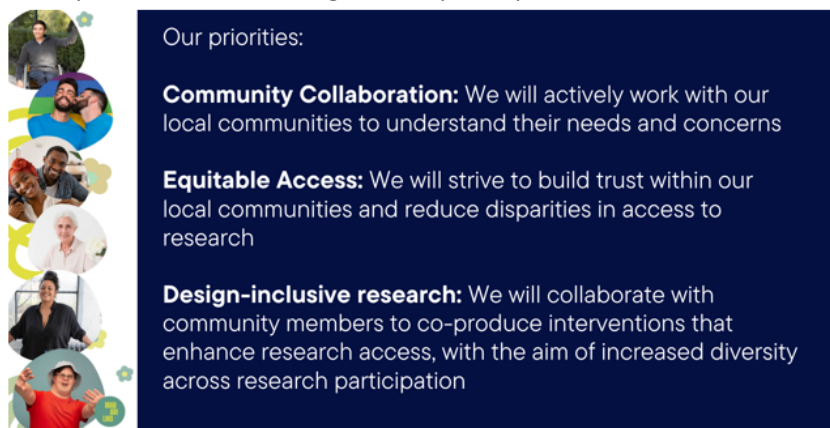 Our priorities:
Community Collaboration: We will actively work with our
local communities to understand their needs and concerns
Equitable Access: We will strive to build trust within our
local communities and reduce disparities in access to
research
Design-inclusive research: We will collaborate with
community members to co-produce interventions that
enhance research access, with the aim of increased diversity
across research participation